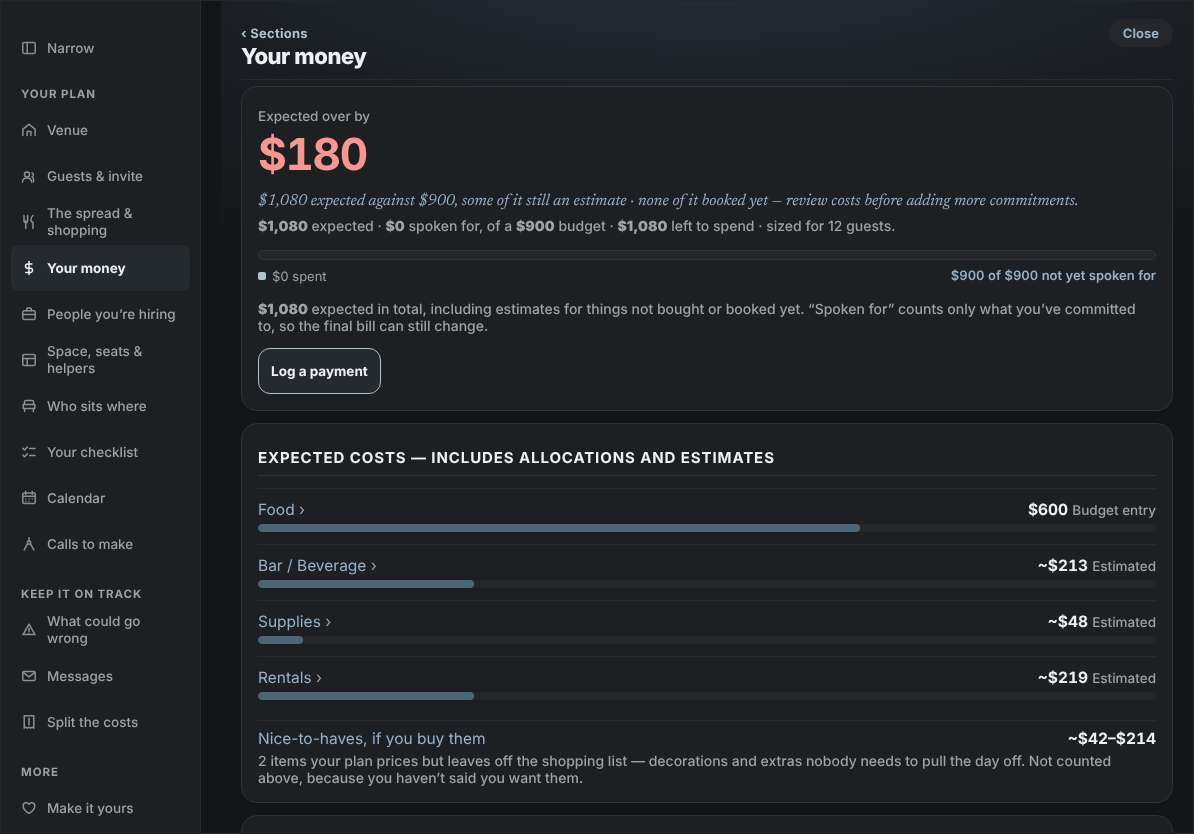 Narrow
YOUR PLAN
Venue
Guests & invite
The spread &
shopping
Your money
People you’re hiring
Space, seats &
helpers
Who sits where
Your checklist
Calendar
Calls to make
KEEP IT ON TRACK
What could go
wrong
Messages
Split the costs
MORE
Make it yours
‹ Sections
Close
Your money
Expected over by
$180
$1,080 expected against $900, some of it still an estimate · none of it booked yet — review costs before adding more commitments.
$1,080 expected · $0 spoken for, of a $900 budget · $1,080 left to spend · sized for 12 guests.
$0 spent
$900 of $900 not yet spoken for
$1,080 expected in total, including estimates for things not bought or booked yet. “Spoken for” counts only what you’ve committed
to, so the final bill can still change.
Log a payment
EXPECTED COSTS — INCLUDES ALLOCATIONS AND ESTIMATES
Food › $600 Budget entry
Bar / Beverage › ~$213 Estimated
Supplies › ~$48 Estimated
Rentals › ~$219 Estimated
Nice-to-haves, if you buy them ~$42–$214
2 items your plan prices but leaves off the shopping list — decorations and extras nobody needs to pull the day off. Not counted
above, because you haven’t said you want them.